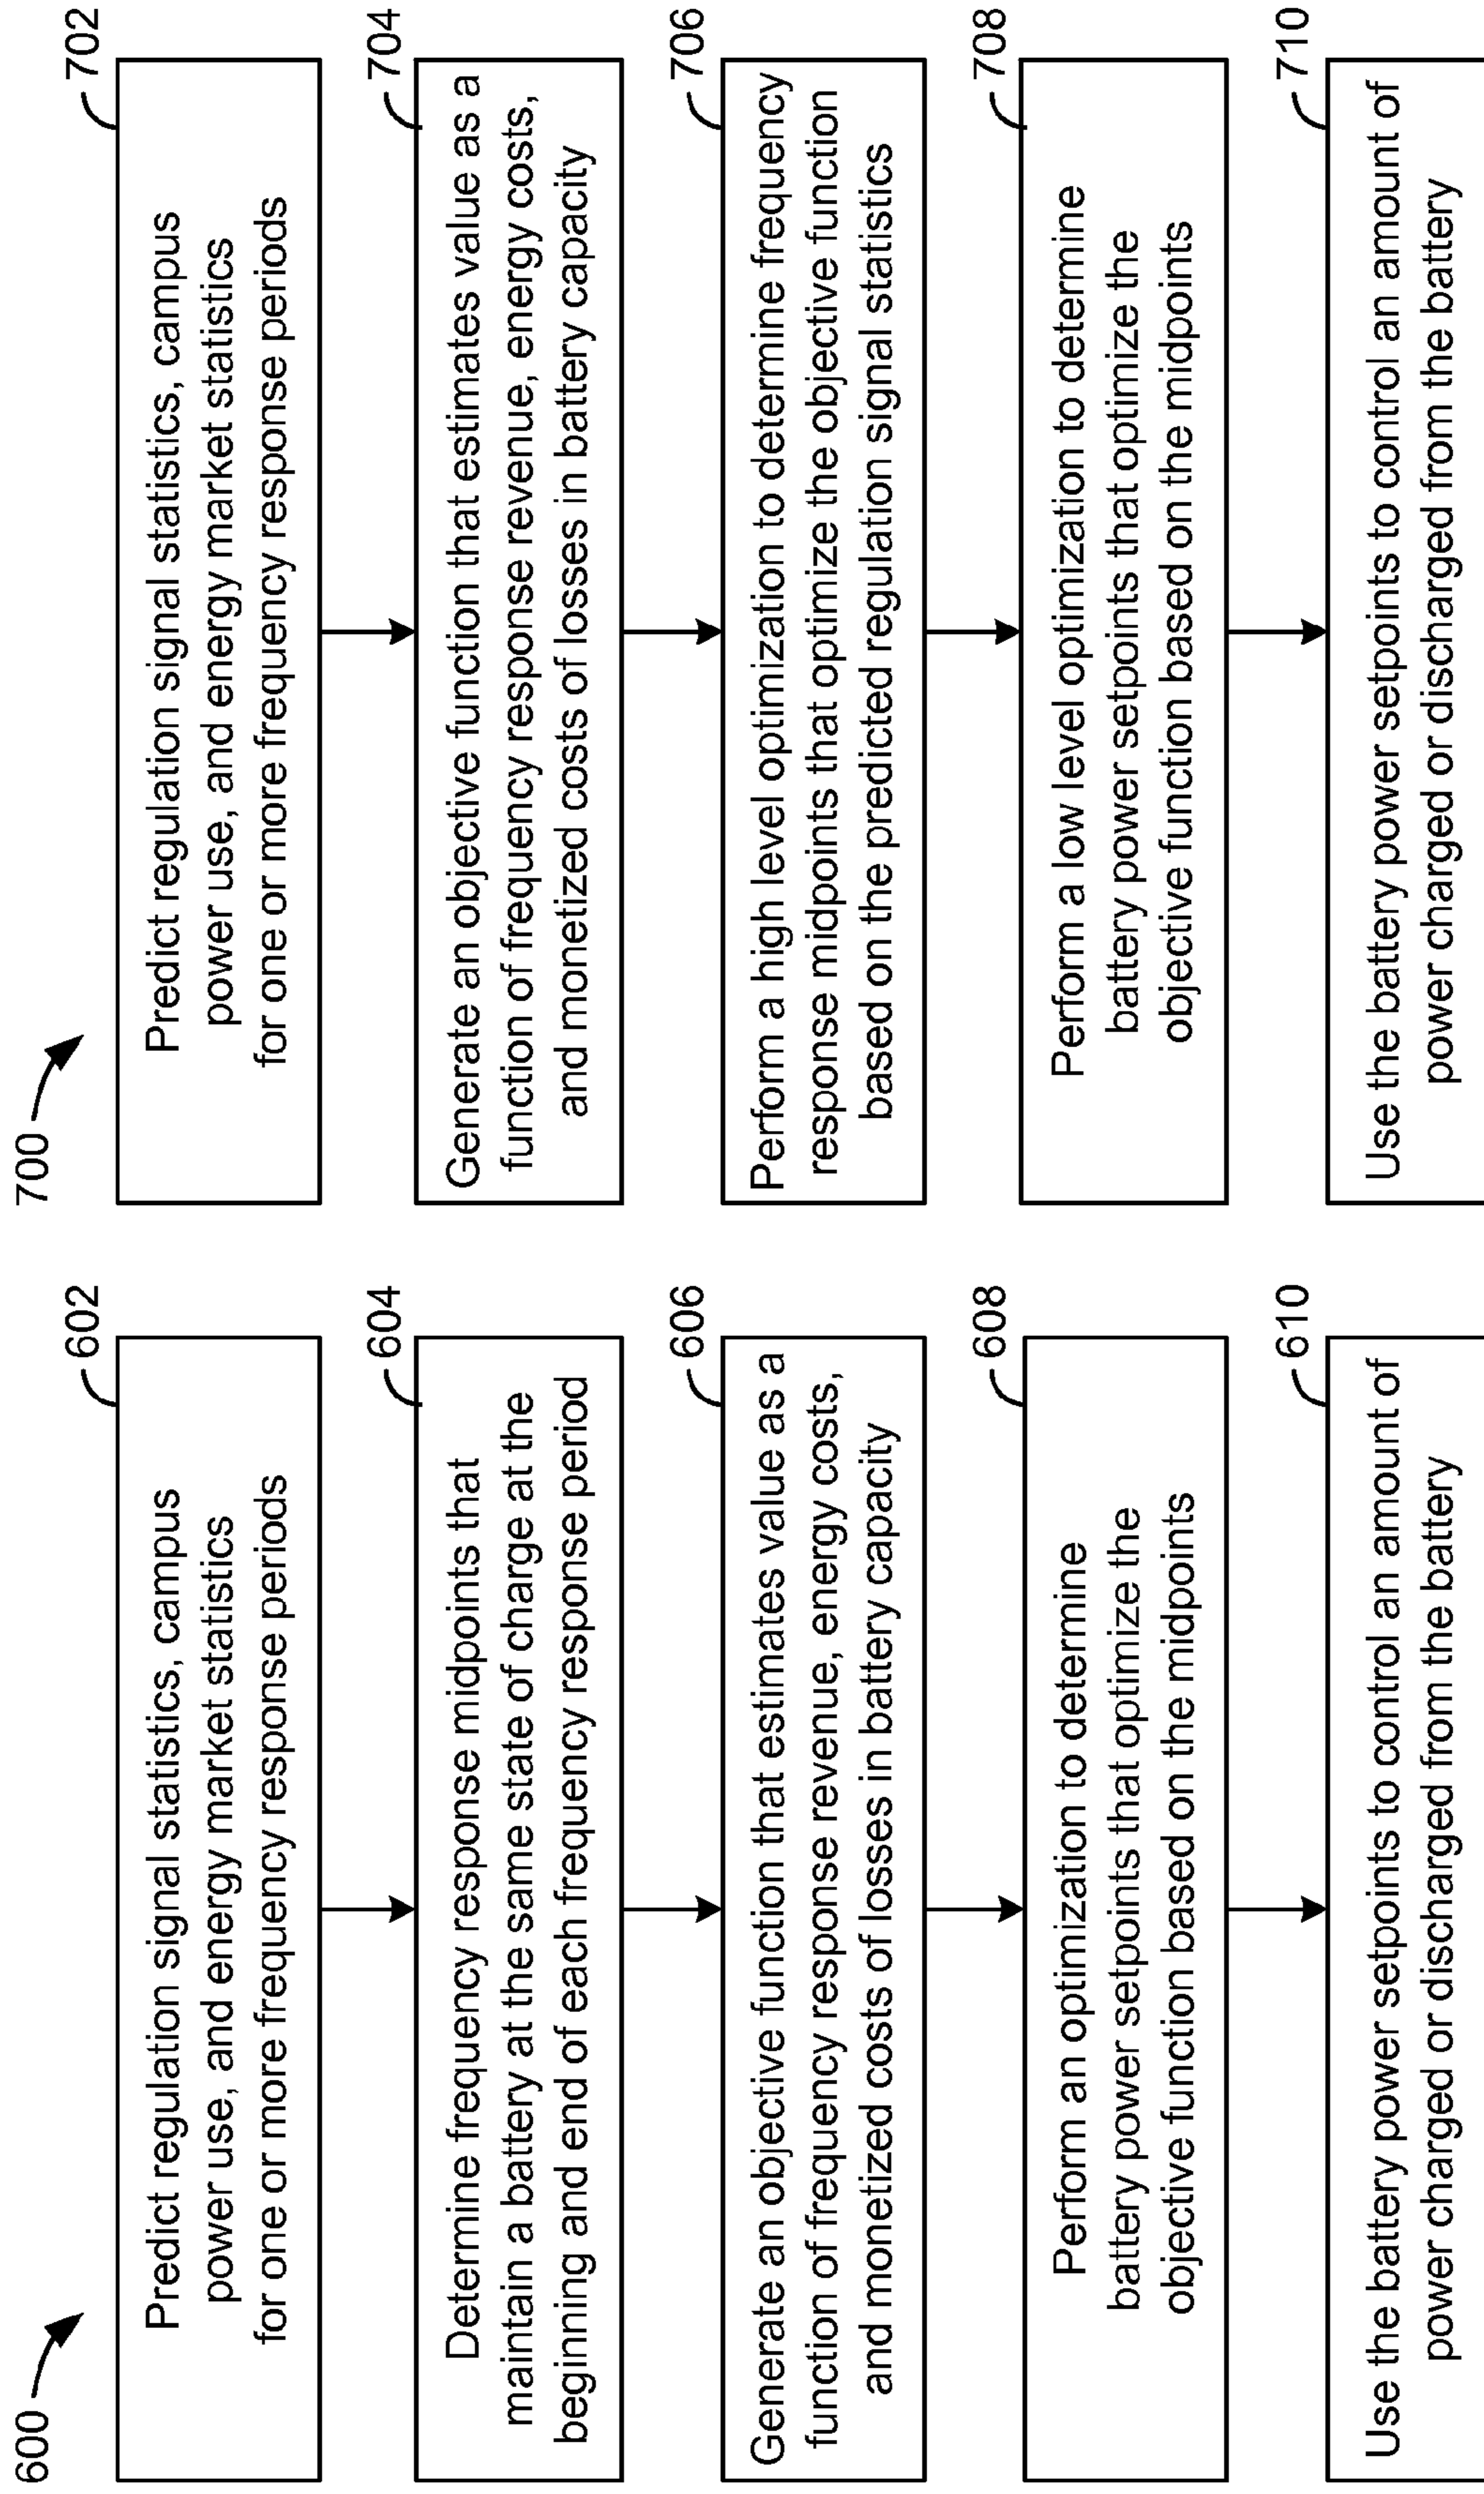 600
602
Predict regulation signal statistics, campus
power use, and energy market statistics
for one or more frequency response periods
604
Determine frequency response midpoints that
maintain a battery at the same state of charge at the
beginning and end of each frequency response period
606
Generate an objective function that estimates value as a
function of frequency response revenue, energy costs,
and monetized costs of losses in battery capacity
608
Perform an optimization to determine
battery power setpoints that optimize the
objective function based on the midpoints
610
Use the battery power setpoints to control an amount of
power charged or discharged from the battery
700
702
Predict regulation signal statistics, campus
power use, and energy market statistics
for one or more frequency response periods
704
Generate an objective function that estimates value as a
function of frequency response revenue, energy costs,
and monetized costs of losses in battery capacity
706
Perform a high level optimization to determine frequency
response midpoints that optimize the objective function
based on the predicted regulation signal statistics
708
Perform a low level optimization to determine
battery power setpoints that optimize the
objective function based on the midpoints
710
Use the battery power setpoints to control an amount of
power charged or discharged from the battery